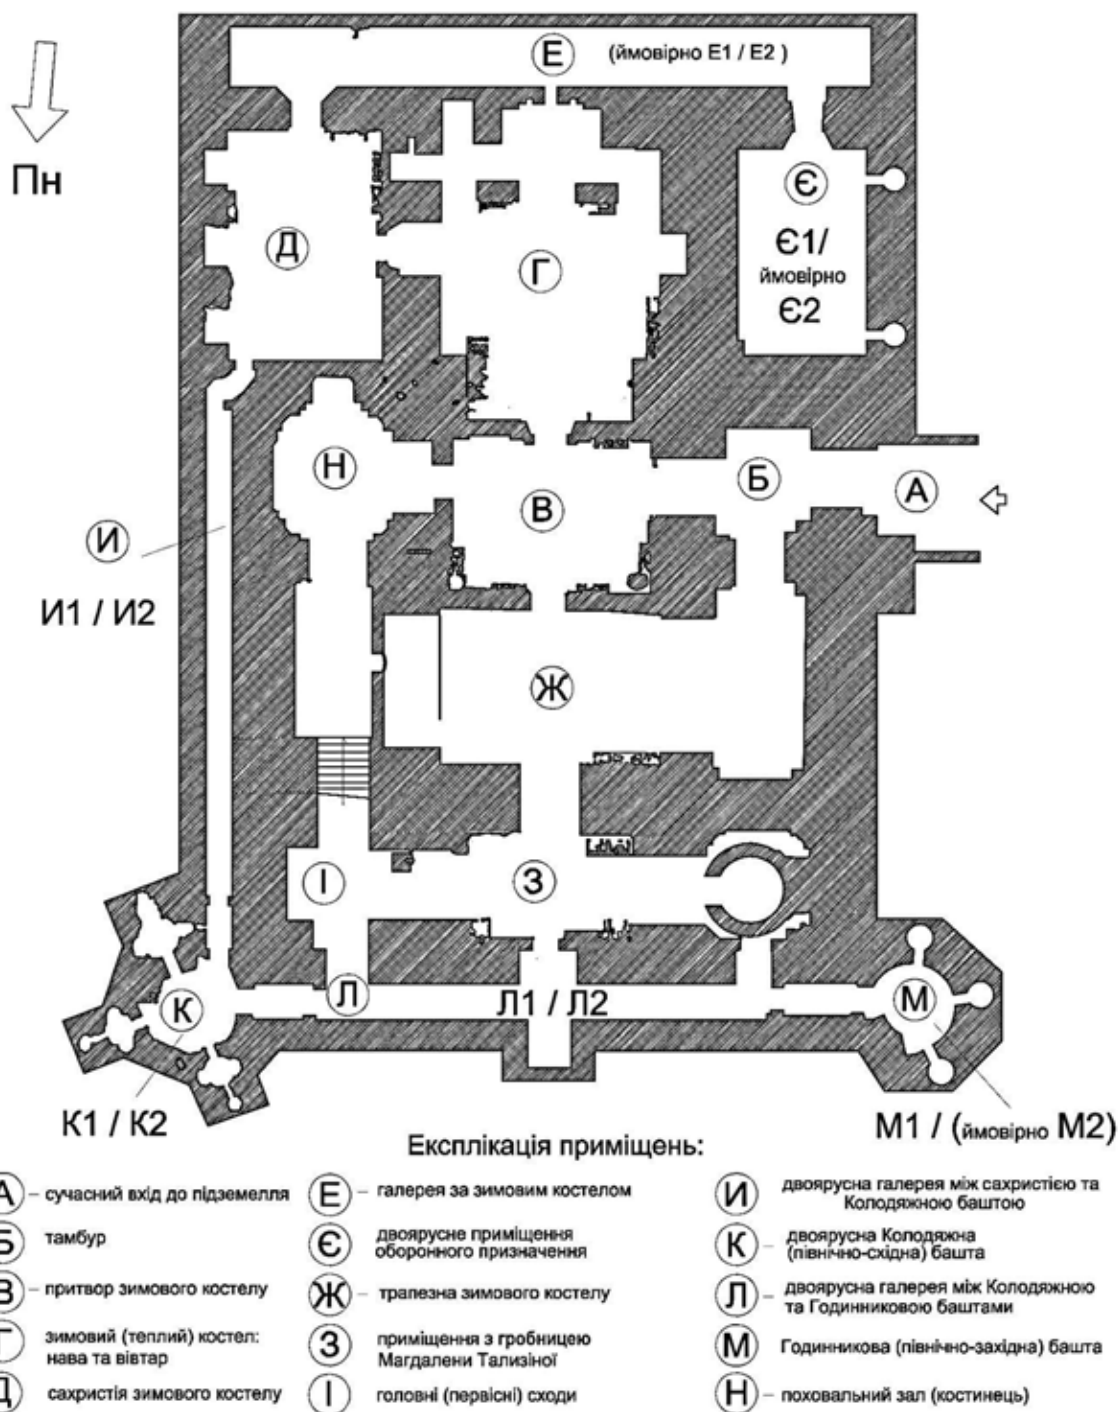 Е (ймовірно Е1 / Е2 )
Пн
Є
Є1/
ймовірно
Є2
Д
Г
Н
Б
А
В
И
И1 / И2
Ж
І
З
Л
Л1 / Л2
К
М
К1 / К2
М1 / (ймовірно М2)
Експлікація приміщень:
А – сучасний вхід до підземелля
Б тамбур
В – притвор зимового костелу
Г зимовий (теплий) костел:
нава та вівтар
Д сахристія зимового костелу
Е – галерея за зимовим костелом
Є двоярусне приміщення
оборонного призначення
Ж – трапезна зимового костелу
З приміщення з гробницею
Магдалени Тализіної
І головні (первісні) сходи
И двоярусна галерея між сахристією та
Колодяжною баштою
К – двоярусна Колодяжна
(північно-східна) башта
Л – двоярусна галерея між Колодяжною
та Годинниковою баштами
М Годинникова (північно-західна) башта
Н – поховальний зал (костинець)